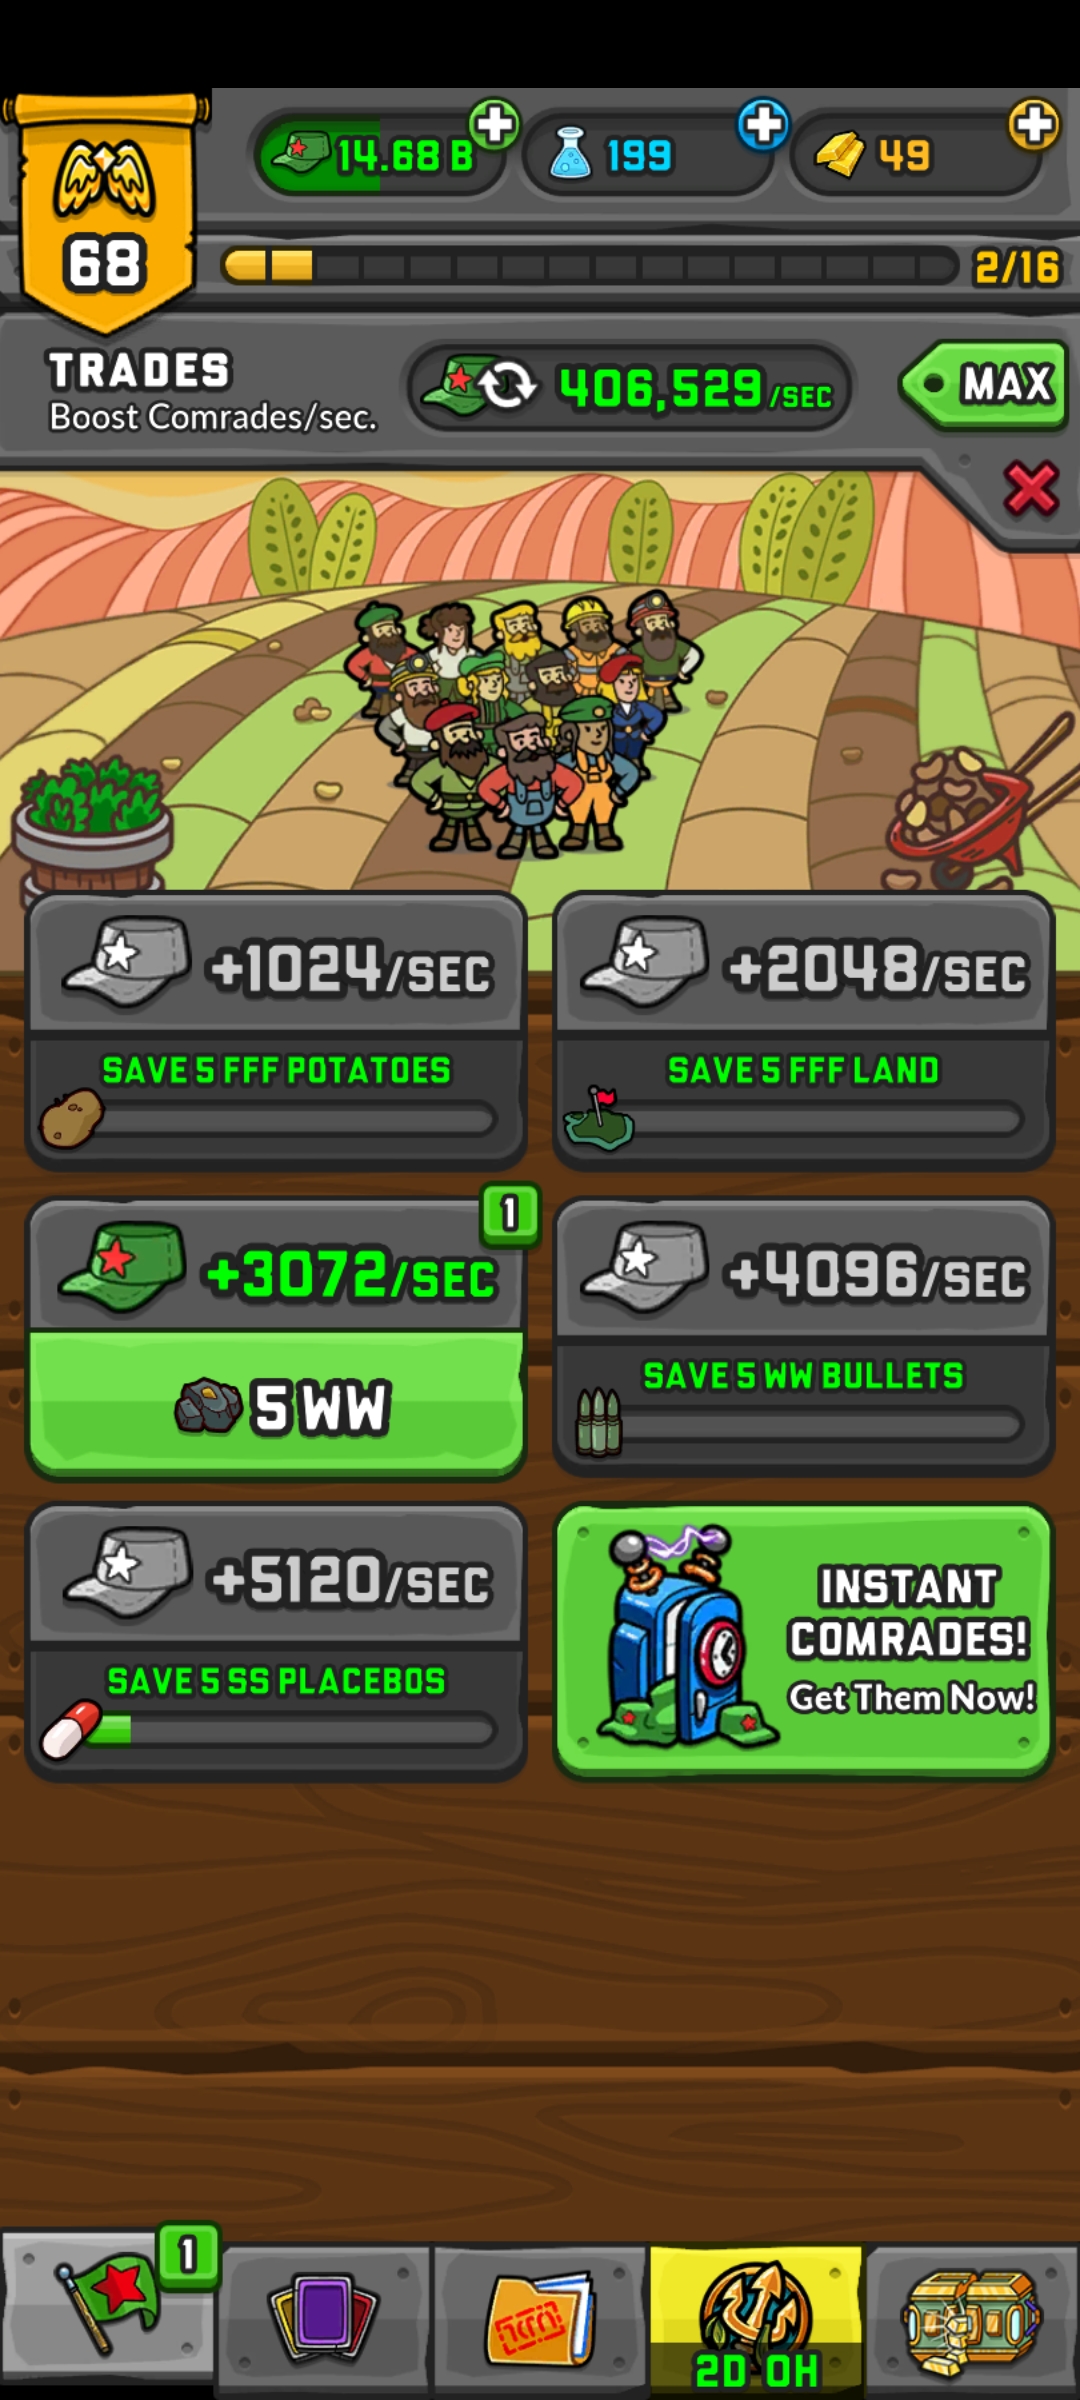 14.68 B
199
49
68
2/16
TRADES
Boost Comrades/sec.
406,529/SEC
MAX
+1024/SEC
+2048/SEC
SAVE 5 FFF POTATOES
SAVE 5 FFF LAND
1
+3072/SEC
+4096/SEC
5 WW
SAVE 5 WW BULLETS
+5120/SEC
INSTANT
COMRADES!
Get Them Now!
SAVE 5 SS PLACEBOS
1
2D 0H